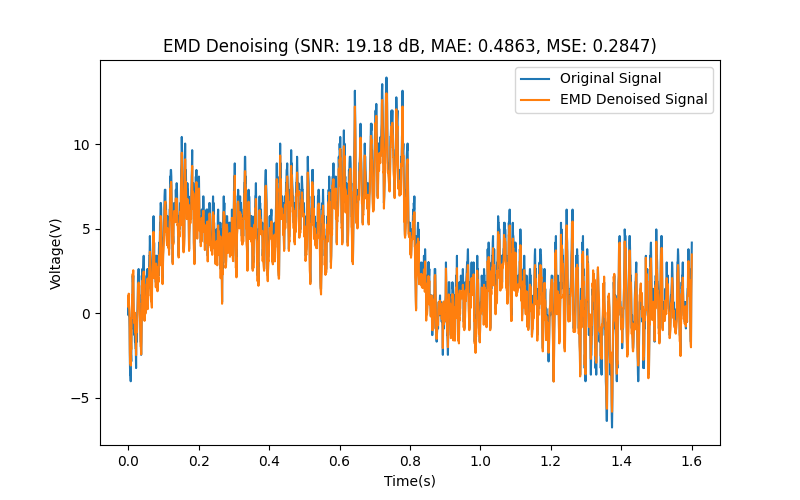 EMD Denoising (SNR: 19.18 dB, MAE: 0.4863, MSE: 0.2847)
Original Signal
EMD Denoised Signal
Voltage(V)
10
5
0
−5
0.0 0.2 0.4 0.6 0.8 1.0 1.2 1.4 1.6
Time(s)